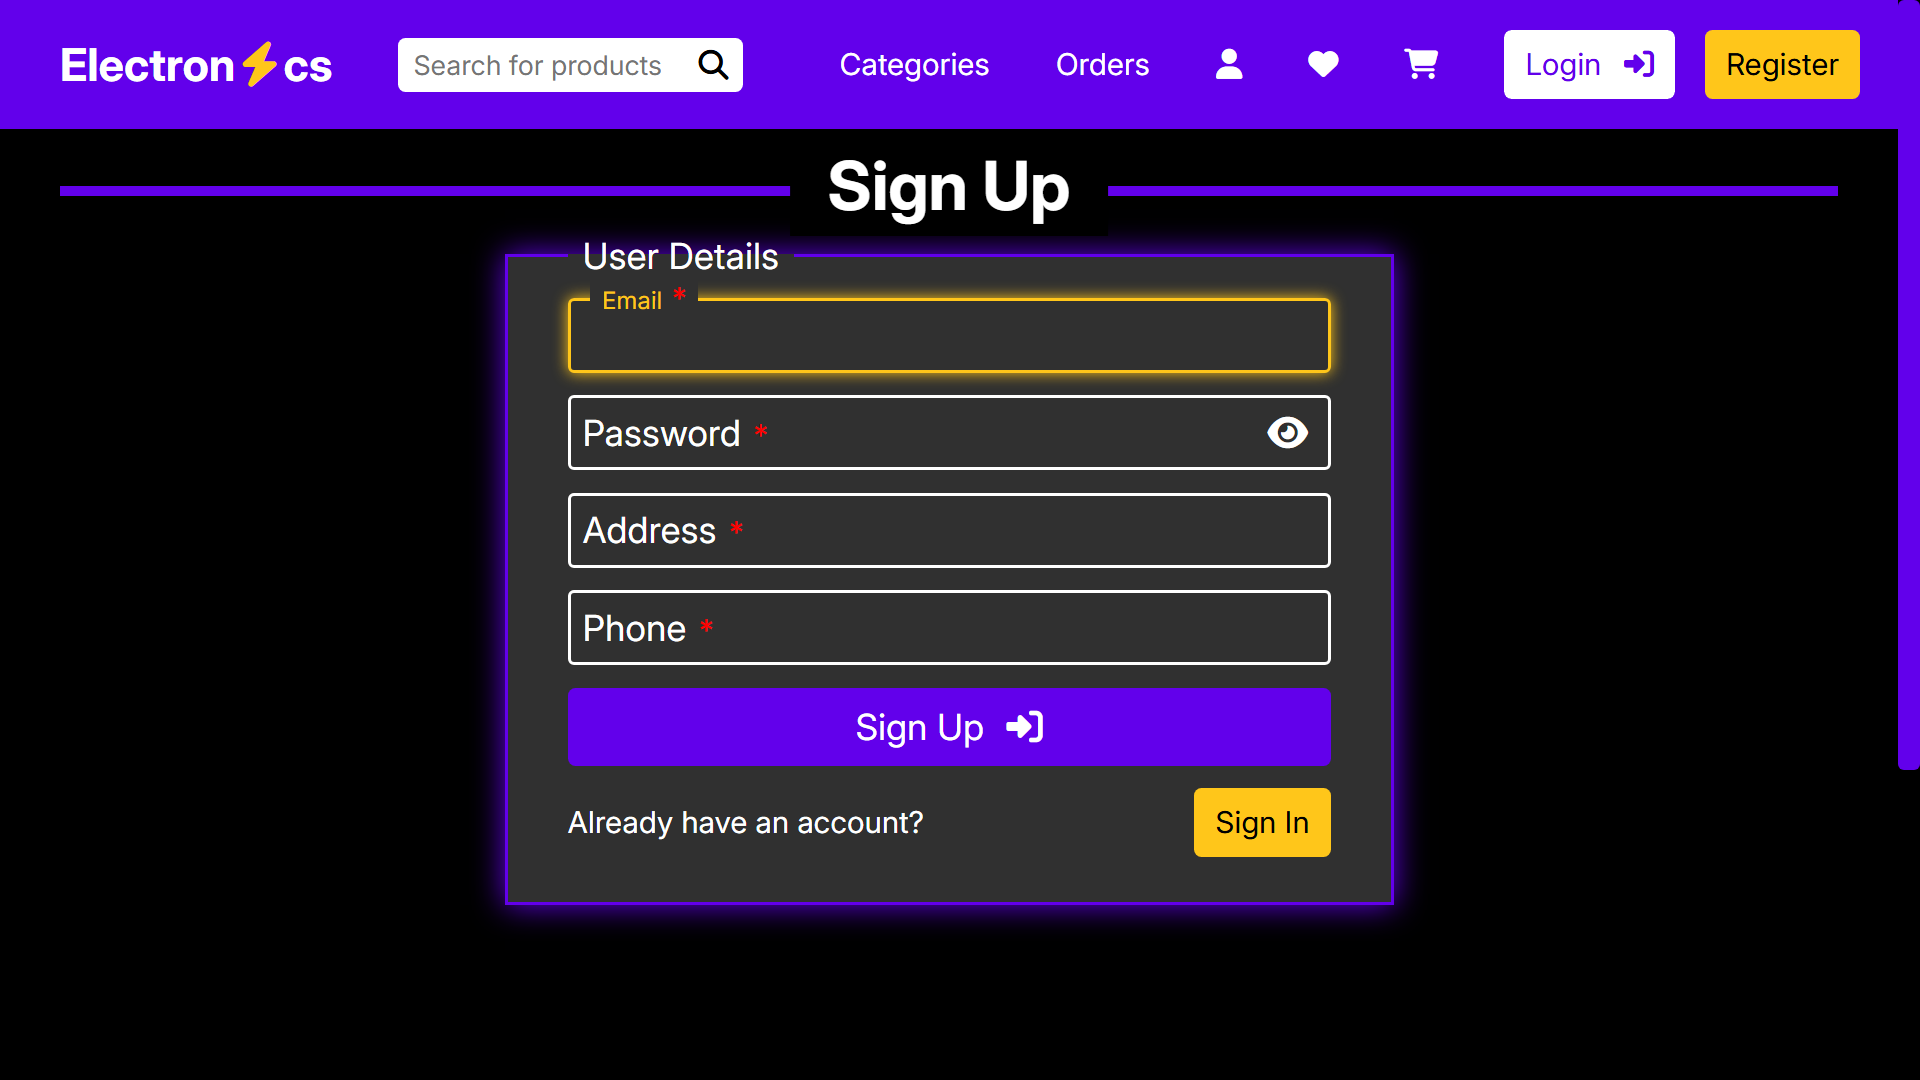 Electron⚡cs
Search for products
Categories
Orders
Login
Register
Sign Up
User Details
Email *
Password *
Address *
Phone *
Sign Up
Already have an account?
Sign In